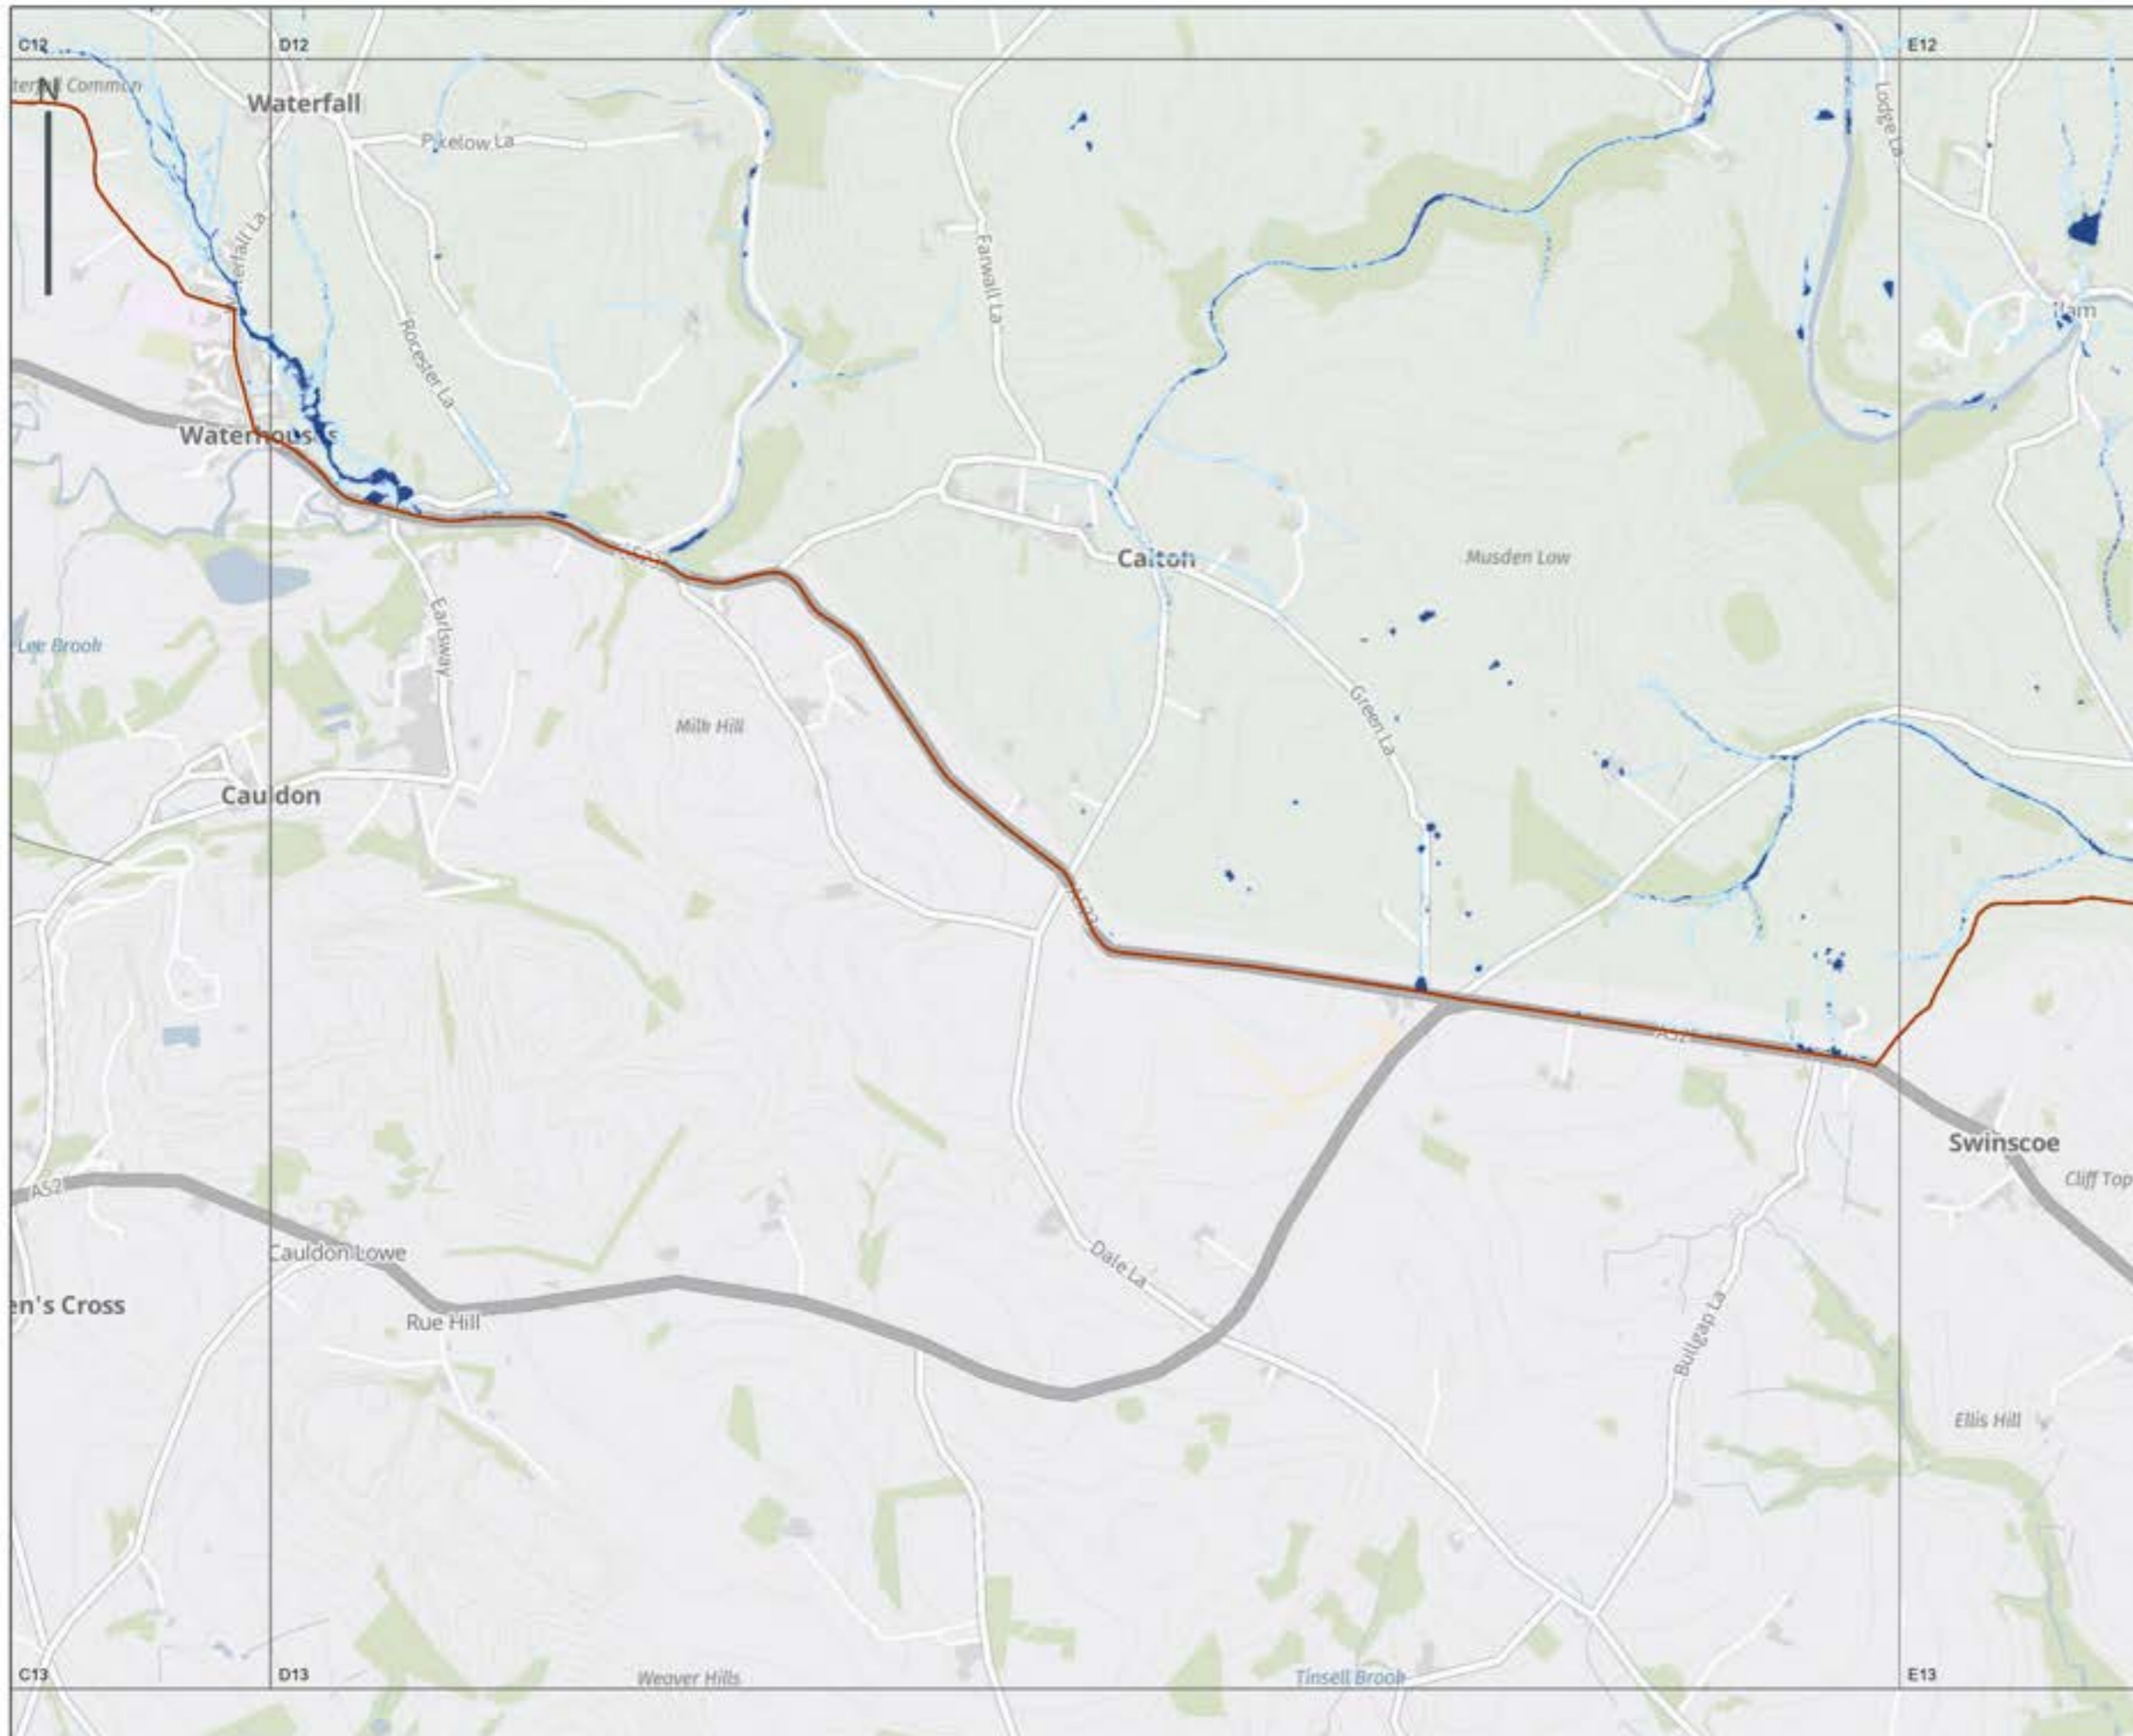 C12
D12
E12
N
Waterfall
Lodge La
Pikelow La
Waterfall La
Farwall La
Ilam
Rocester La
Waterhouses
Calton
Musden Low
A523
Lee Brook
Earlsway
Green La
Milk Hill
Cauldon
A523
A52
Swinscoe
Cliff Top
A52
Cauldon Lowe
Dale La
en's Cross
Rue Hill
Bullgap La
Ellis Hill
C13
D13
Weaver Hills
Tinsell Brook
E13